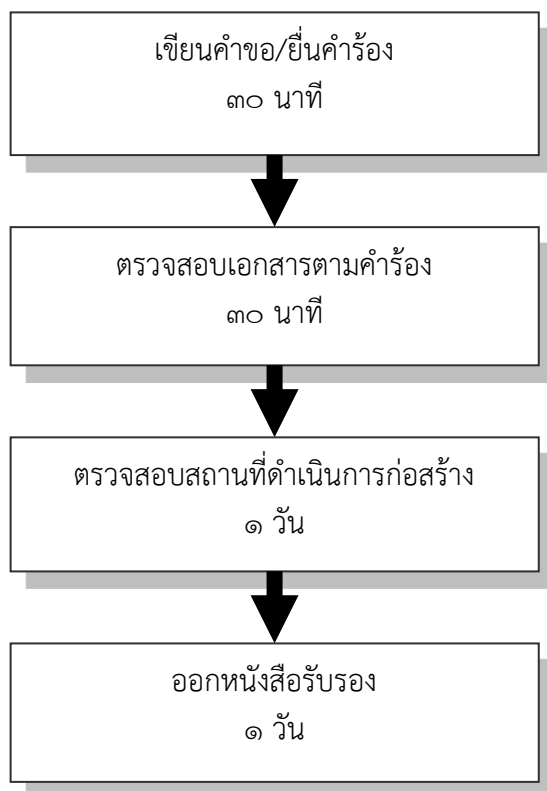 เขียนคำขอ/ยื่นคำร้อง
๓๐ นาที
ตรวจสอบเอกสารตามคำร้อง
๓๐ นาที
ตรวจสอบสถานที่ดำเนินการก่อสร้าง
๑ วัน
ออกหนังสือรับรอง
๑ วัน